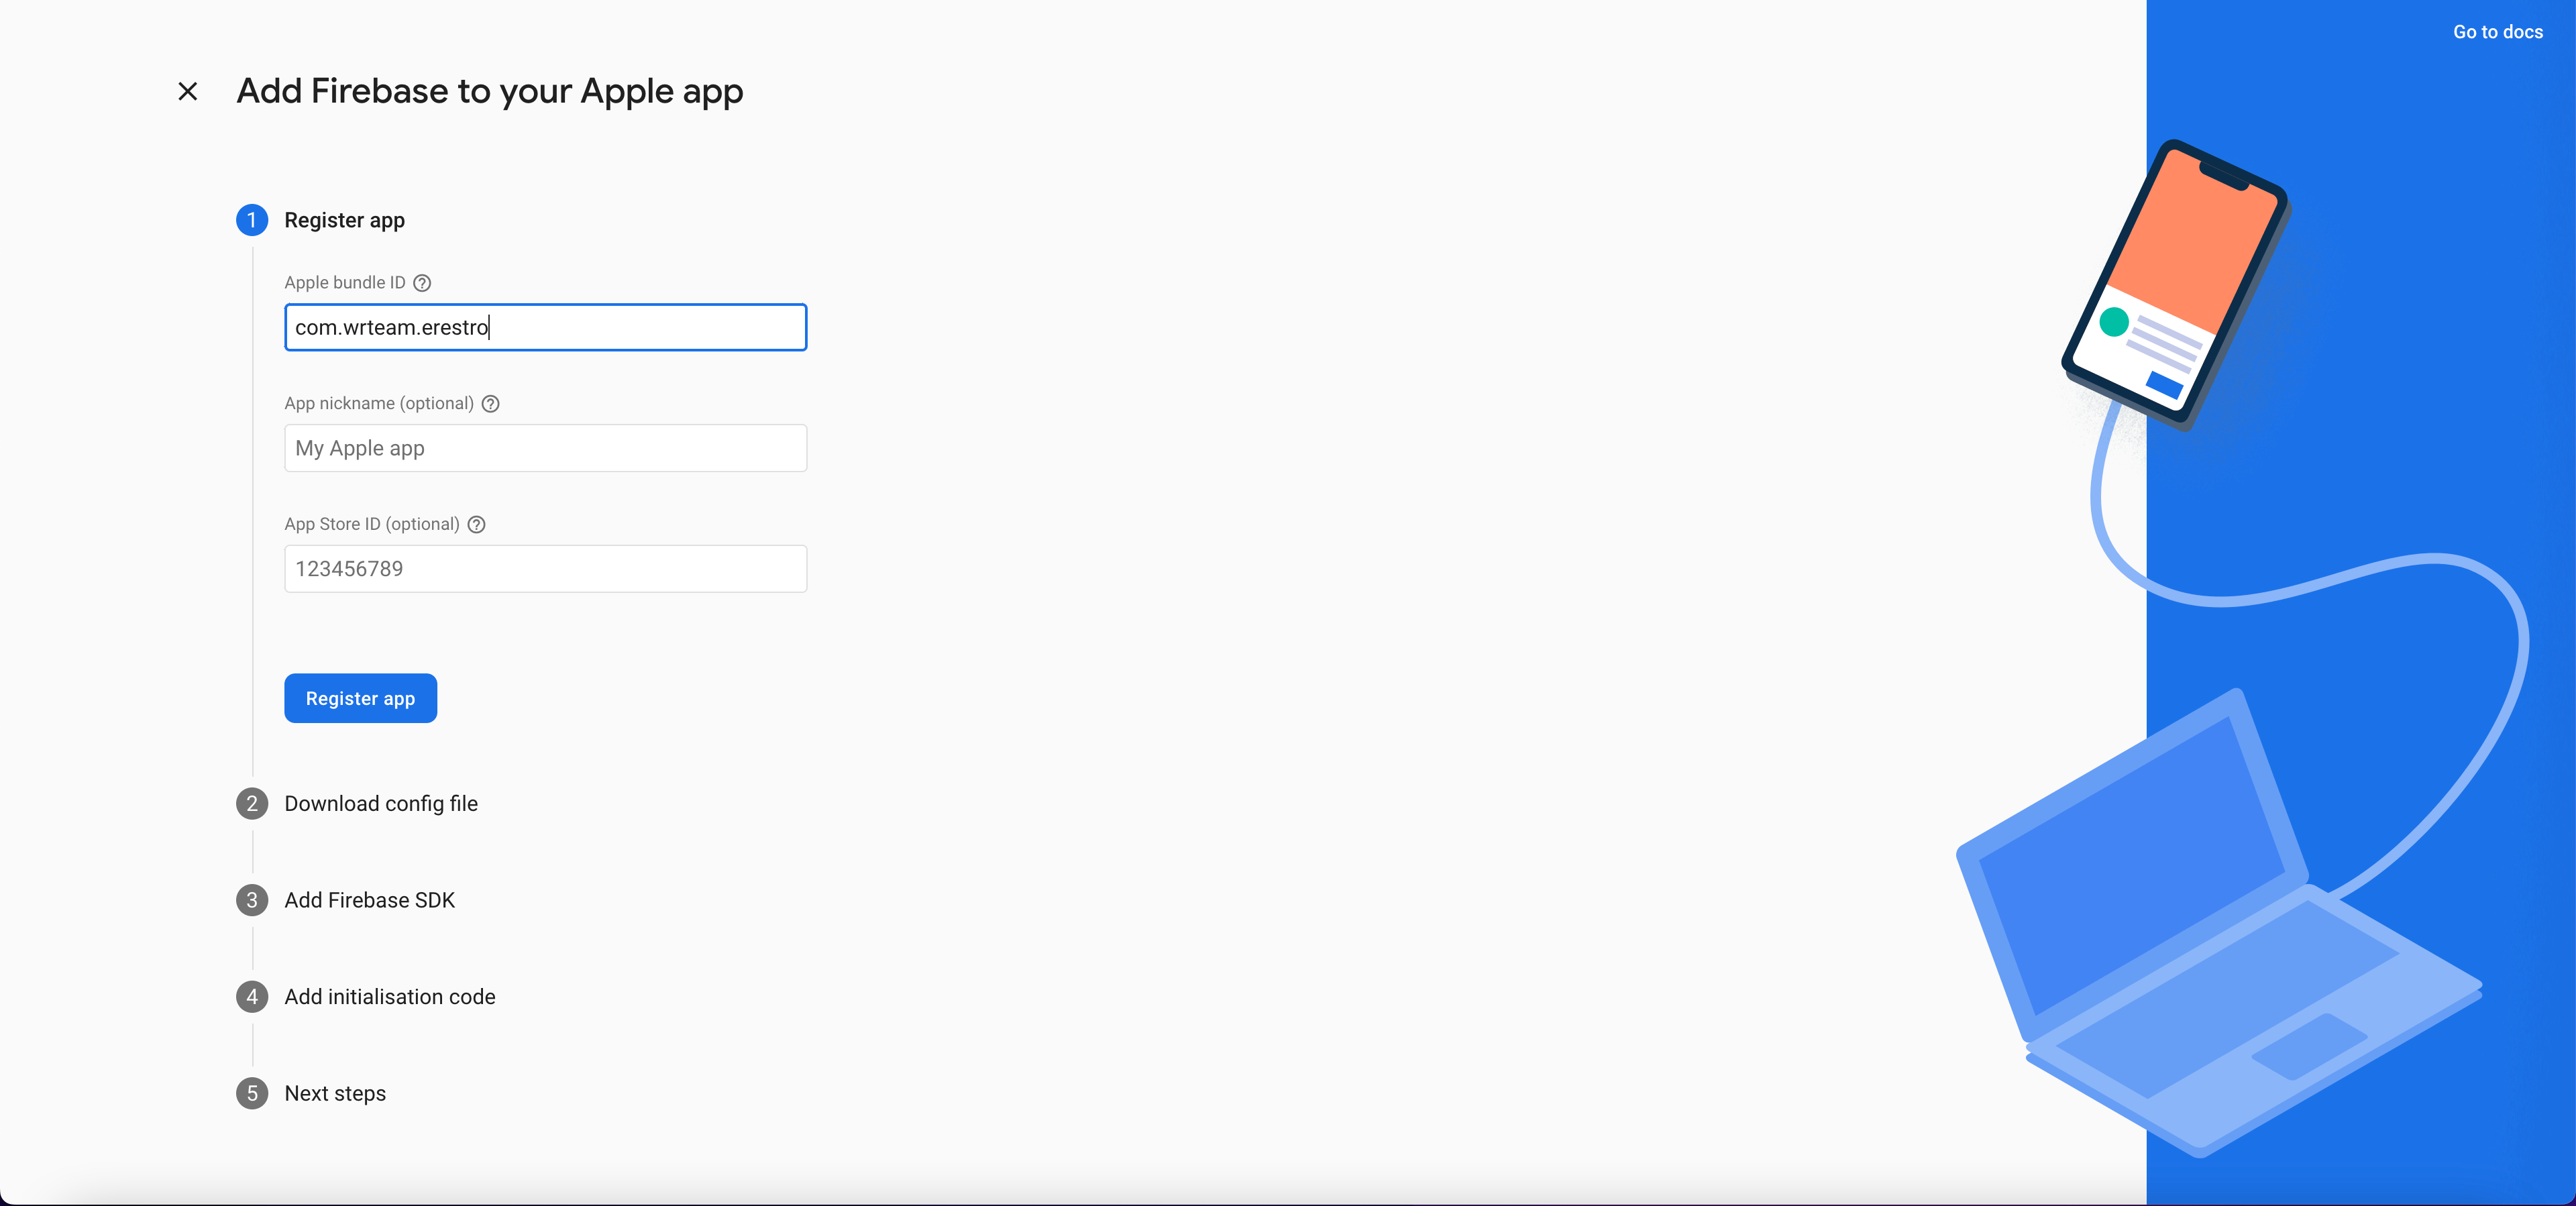 Go to docs
Add Firebase to your Apple app
1 Register app
Apple bundle ID ?
com.wrteam.erestro
App nickname (optional) ?
My Apple app
App Store ID (optional) ?
123456789
Register app
2 Download config file
3 Add Firebase SDK
4 Add initialisation code
5 Next steps